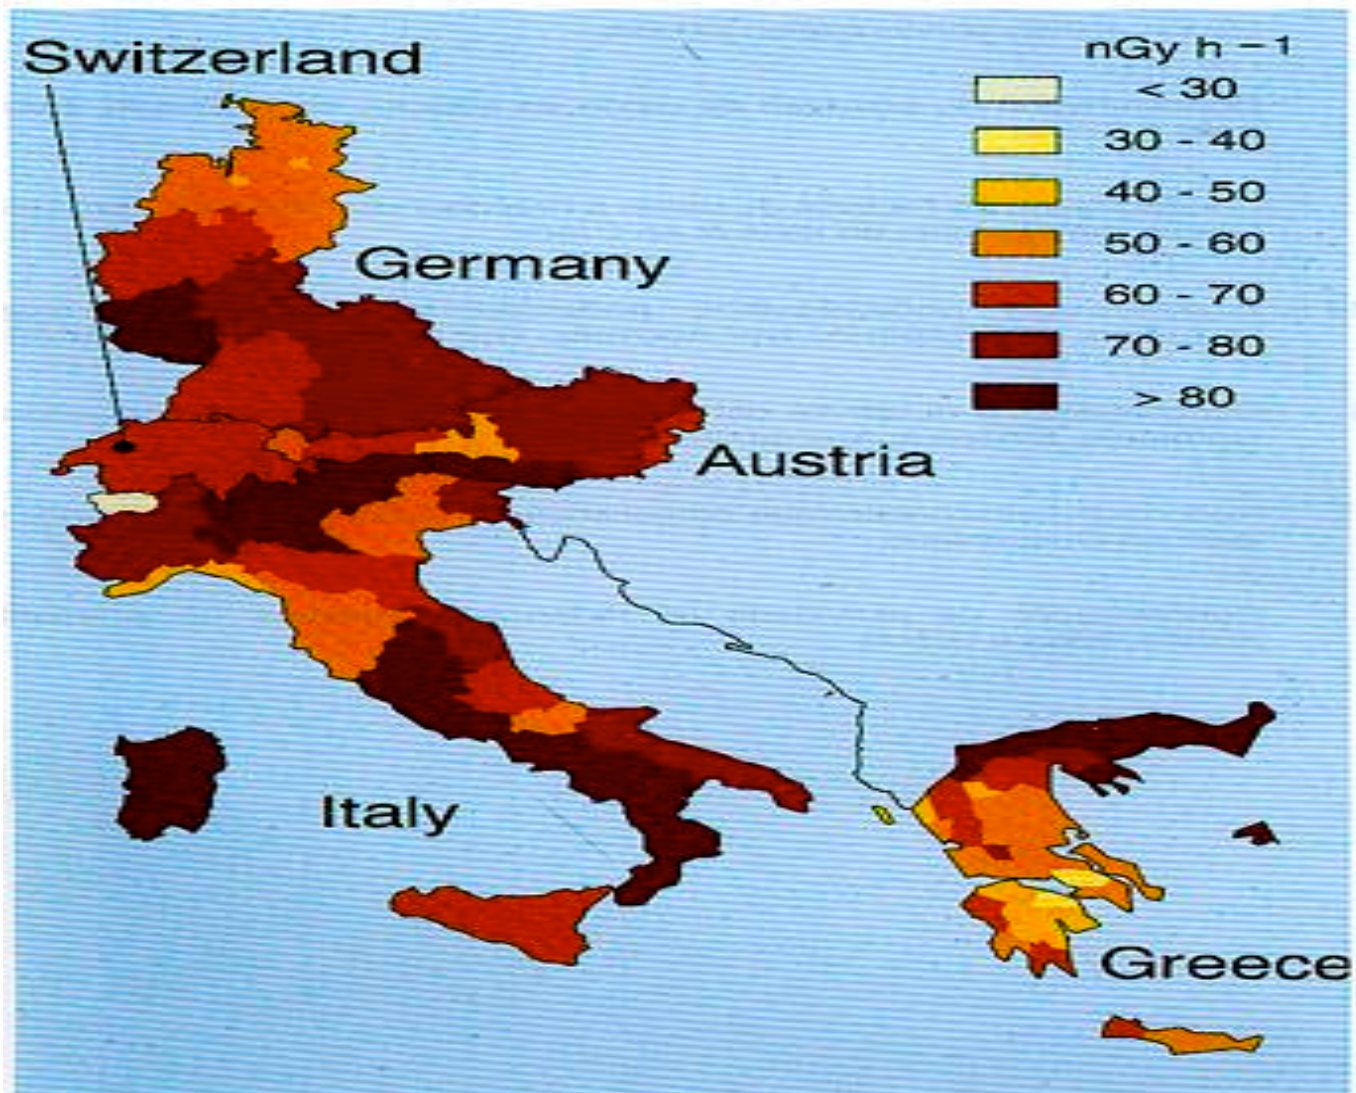 Switzerland
nGy h −1
< 30
30 - 40
40 - 50
50 - 60
60 - 70
70 - 80
> 80
Germany
Austria
Italy
Greece